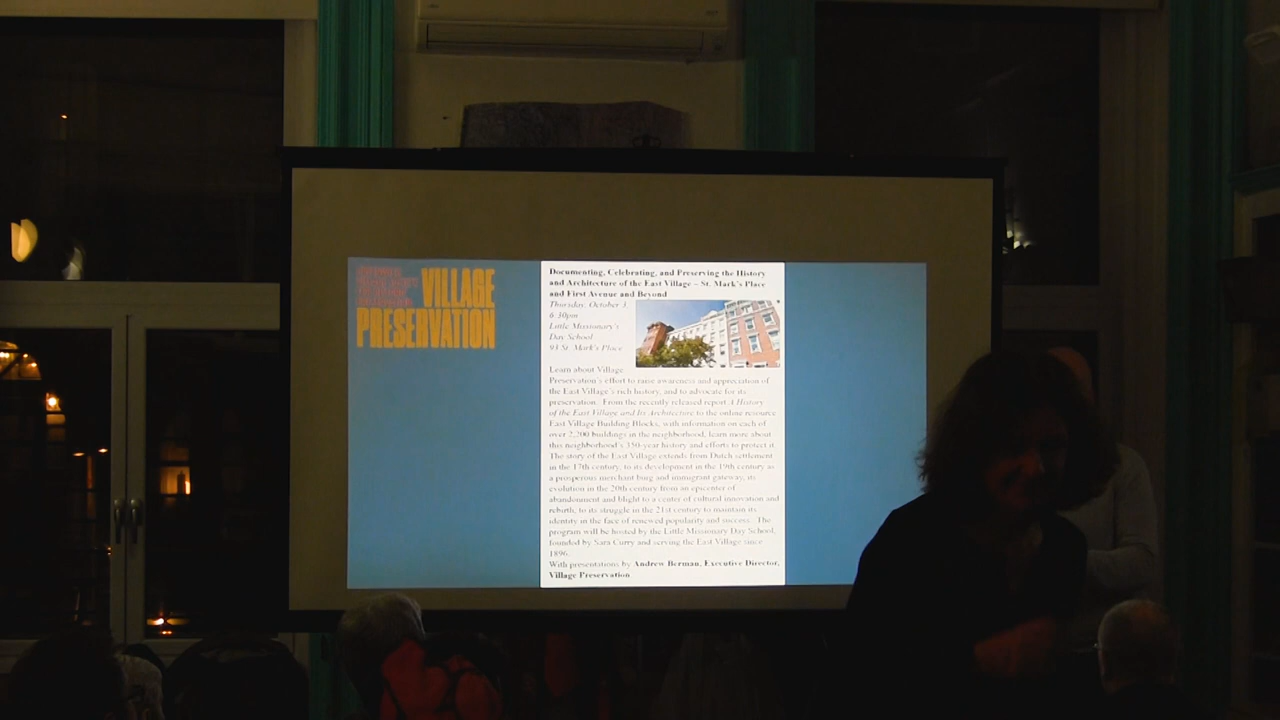 VILLAGE
PRESERVATION
Documenting, Celebrating, and Preserving the History
and Architecture of the East Village – St. Mark's Place
and First Avenue and Beyond
Thursday, October 3,
6:30pm
Little Missionary's
Day School
93 St. Mark's Place
Learn about Village
Preservation's effort to raise awareness and appreciation of
the East Village's rich history, and to advocate for its
preservation. From the recently released report A History
of the East Village and Its Architecture to the online resource
East Village Building Blocks, with information on each of
over 2,200 buildings in the neighborhood, learn more about
this neighborhood's 350-year history and efforts to protect it.
The story of the East Village extends from Dutch settlement
in the 17th century, to its development in the 19th century as
a prosperous merchant burg and immigrant gateway, its
evolution in the 20th century from an epicenter of
abandonment and blight to a center of cultural innovation and
rebirth, to its struggle in the 21st century to maintain its
identity in the face of renewed popularity and success. The
program will be hosted by the Little Missionary Day School,
founded by Sara Curry and serving the East Village since
1896.
With presentations by Andrew Berman, Executive Director,
Village Preservation